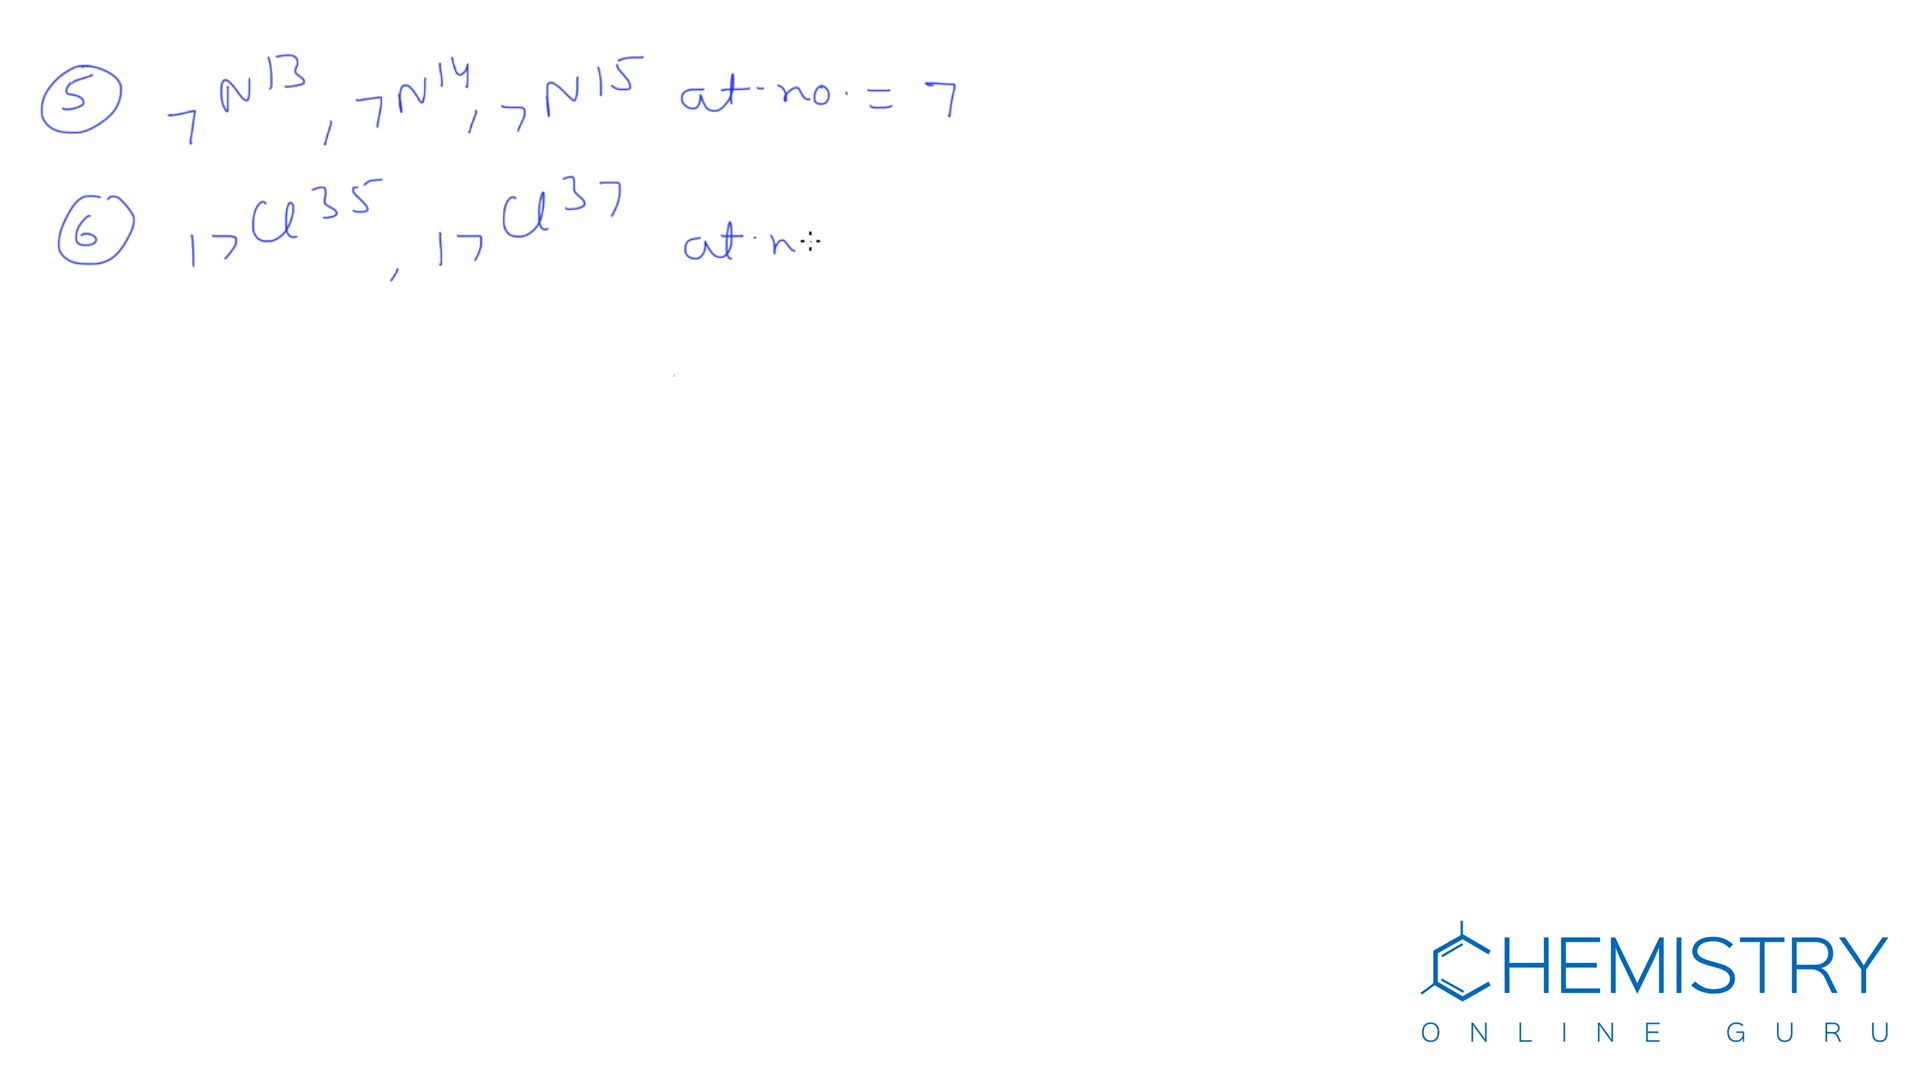 5 ₇N¹³, ₇N¹⁴, ₇N¹⁵ at. no. = 7
6 ₁₇Cl³⁵, ₁₇Cl³⁷ at. n
CHEMISTRY
ONLINE GURU